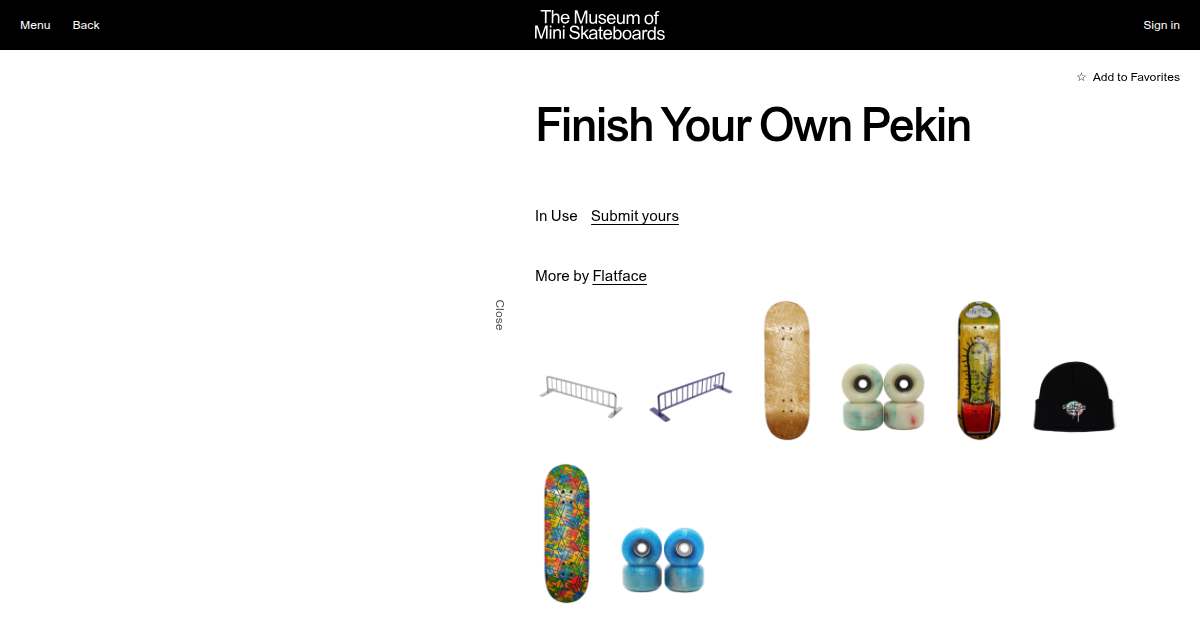 Menu
Back
The Museum of
Mini Skateboards
Sign in
☆ Add to Favorites
Finish Your Own Pekin
In Use Submit yours
More by Flatface
Close